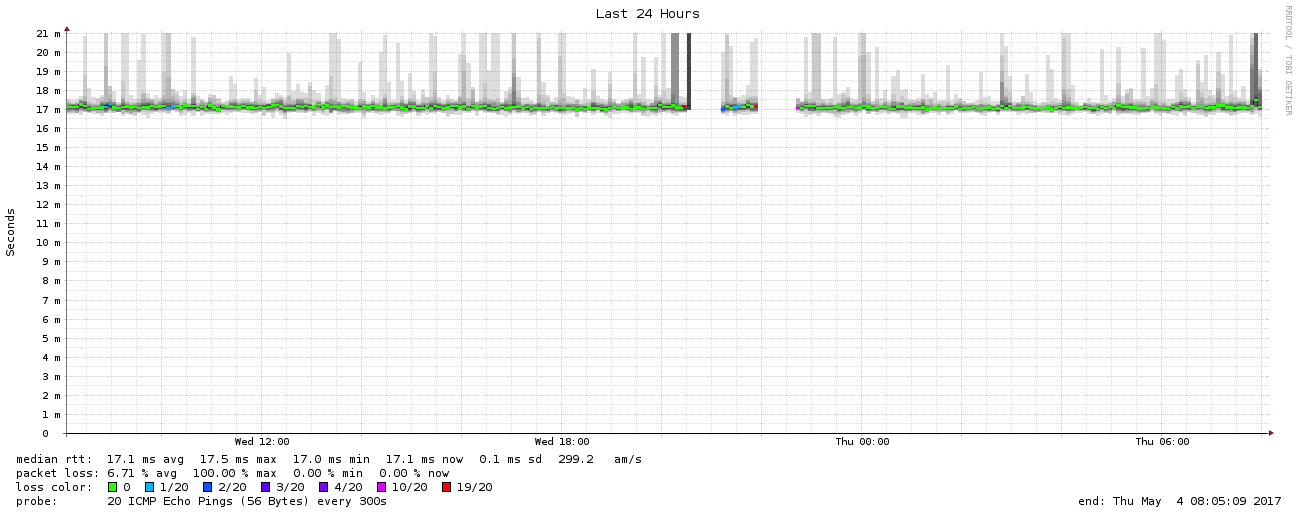 Last 24 Hours
RRDTOOL / TOBI OETIKER
Seconds
21 m
20 m
19 m
18 m
17 m
16 m
15 m
14 m
13 m
12 m
11 m
10 m
9 m
8 m
7 m
6 m
5 m
4 m
3 m
2 m
1 m
0
Wed 12:00 Wed 18:00 Thu 00:00 Thu 06:00
median rtt: 17.1 ms avg 17.5 ms max 17.0 ms min 17.1 ms now 0.1 ms sd 299.2 am/s
packet loss: 6.71 % avg 100.00 % max 0.00 % min 0.00 % now
loss color: 0 1/20 2/20 3/20 4/20 10/20 19/20
probe: 20 ICMP Echo Pings (56 Bytes) every 300s end: Thu May 4 08:05:09 2017